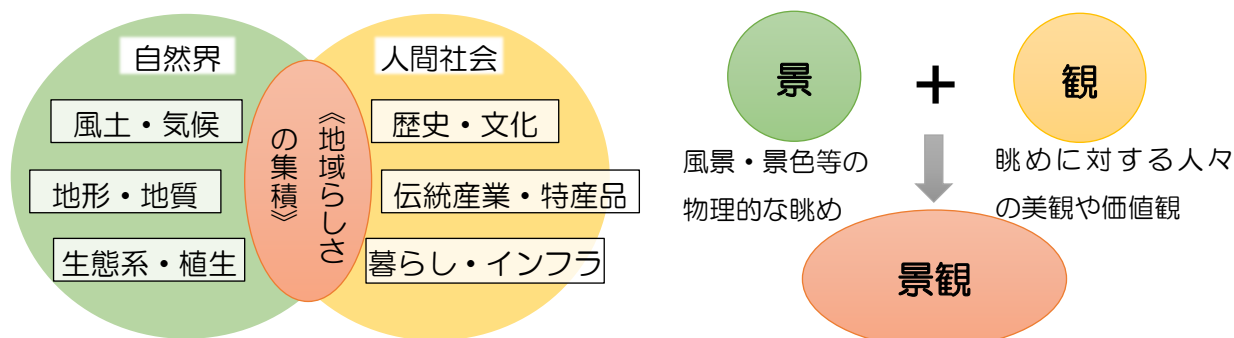 自然界
風土・気候
地形・地質
生態系・植生
《地域らしさ
の集積》
人間社会
歴史・文化
伝統産業・特産品
暮らし・インフラ
景
+
観
風景・景色等の
物理的な眺め
眺めに対する人々
の美観や価値観
景観